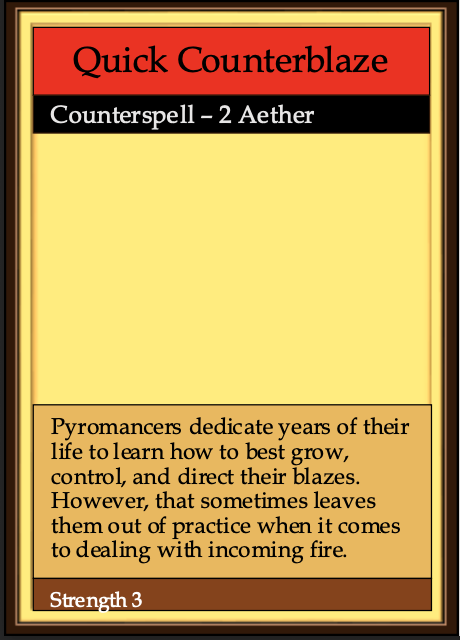 Quick Counterblaze
Counterspell – 2 Aether
Pyromancers dedicate years of their
life to learn how to best grow,
control, and direct their blazes.
However, that sometimes leaves
them out of practice when it comes
to dealing with incoming fire.
Strength 3